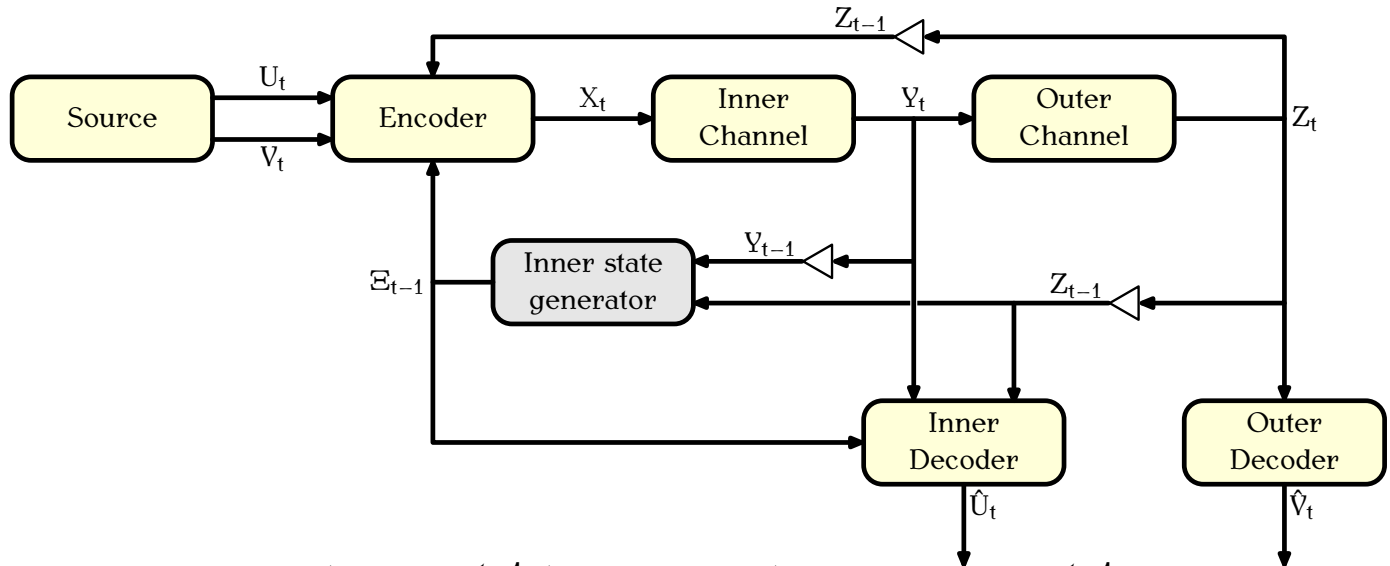 Z_{t−1}
Source
U_t
V_t
Encoder
X_t
Inner
Channel
Y_t
Outer
Channel
Z_t
Ξ_{t−1}
Inner state
generator
Y_{t−1}
Z_{t−1}
Inner
Decoder
Outer
Decoder
Û_t
V̂_t